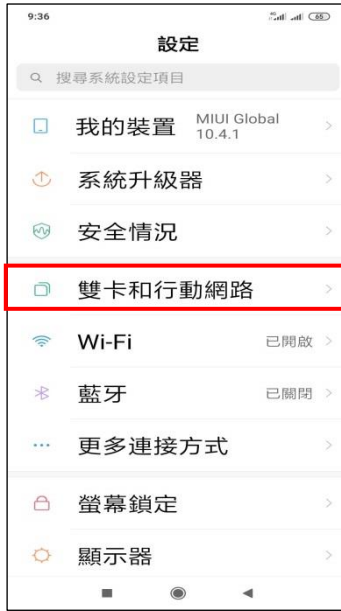 9:36
4G 65
設定
搜尋系統設定項目
我的裝置 MIUI Global 10.4.1
系統升級器
安全情況
雙卡和行動網路
Wi-Fi 已開啟
藍牙 已關閉
更多連接方式
螢幕鎖定
顯示器